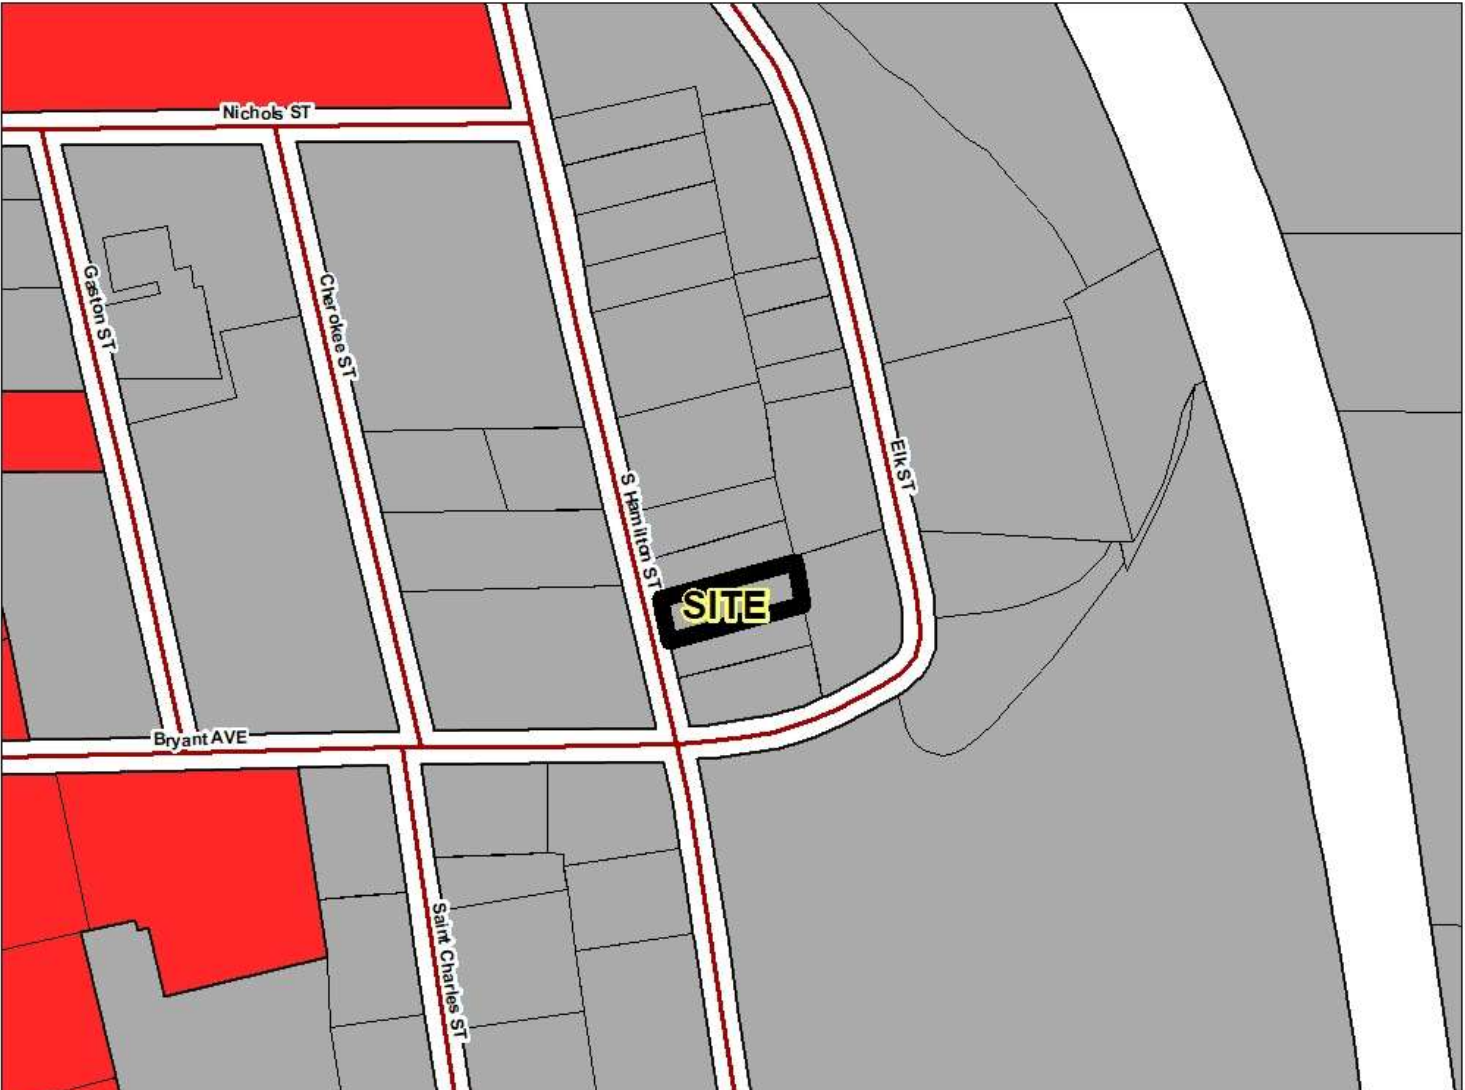 Nichols ST
Gaston ST
Cherokee ST
S Hamilton ST
Elk ST
SITE
Bryant AVE
Saint Charles ST